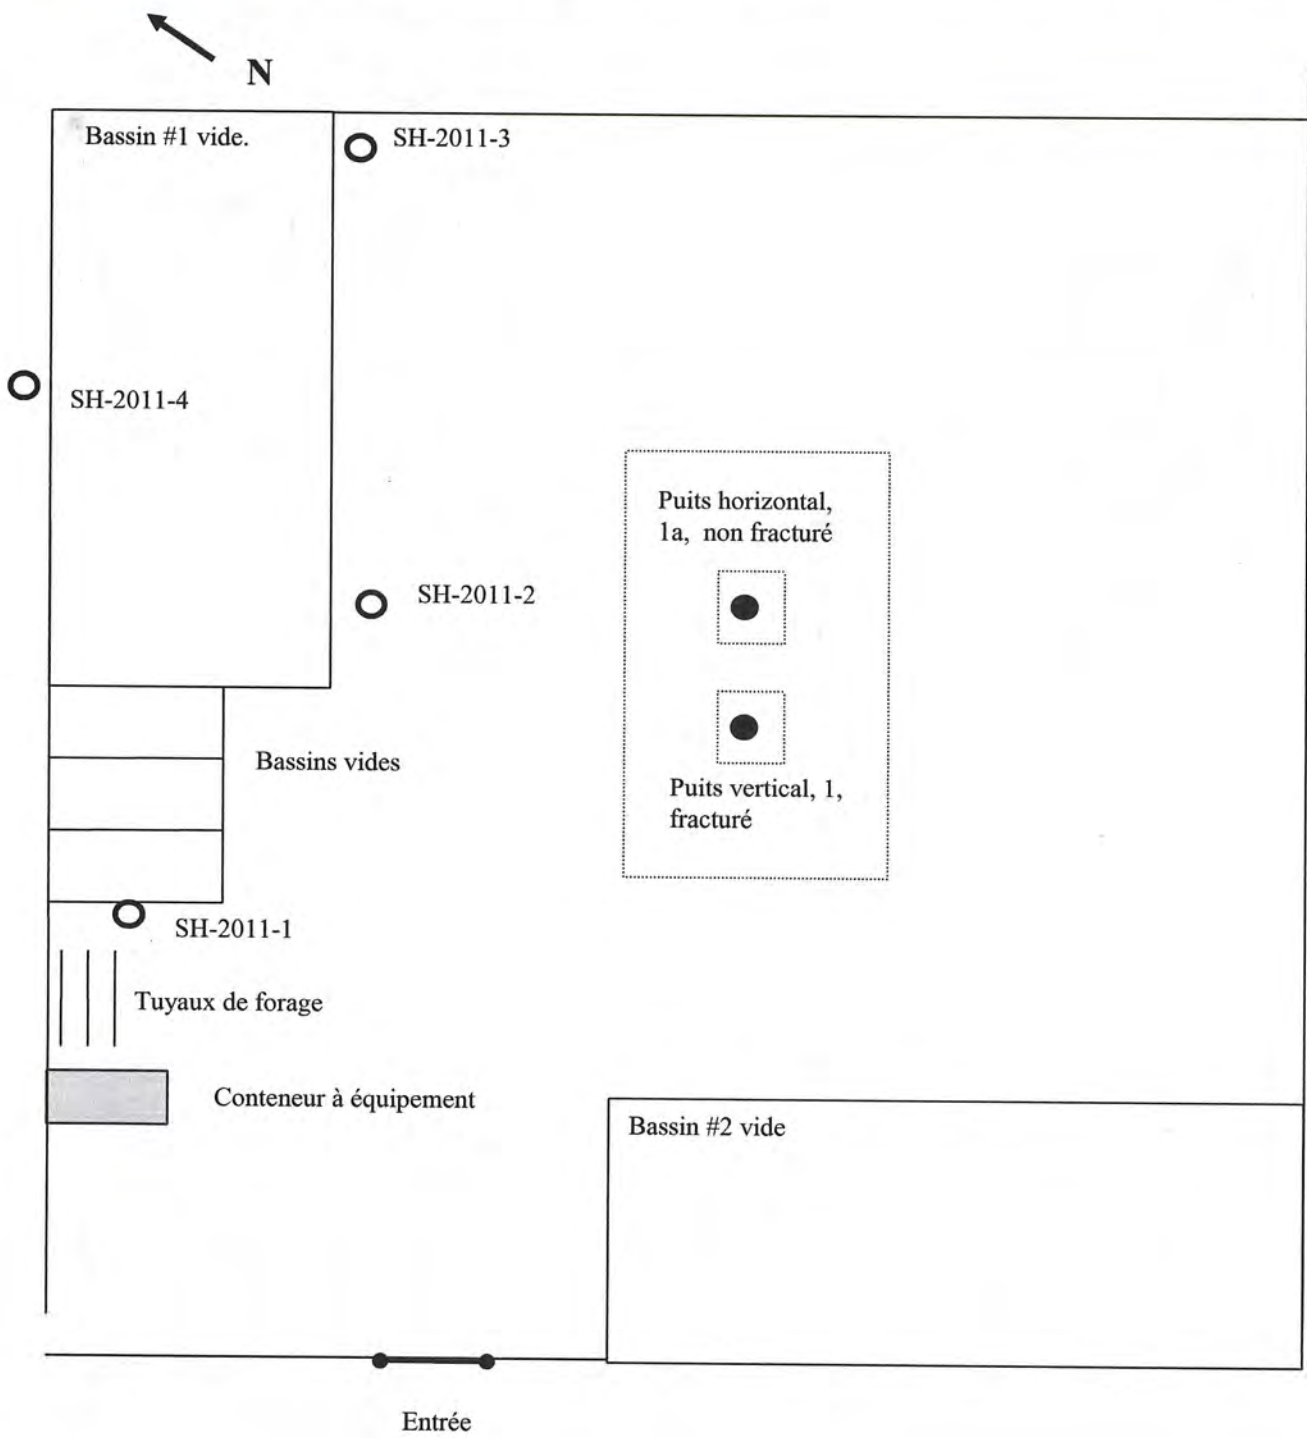 N
Bassin #1 vide.
SH-2011-3
SH-2011-4
Puits horizontal,
1a, non fracturé
SH-2011-2
Bassins vides
Puits vertical, 1,
fracturé
SH-2011-1
Tuyaux de forage
Conteneur à équipement
Bassin #2 vide
Entrée